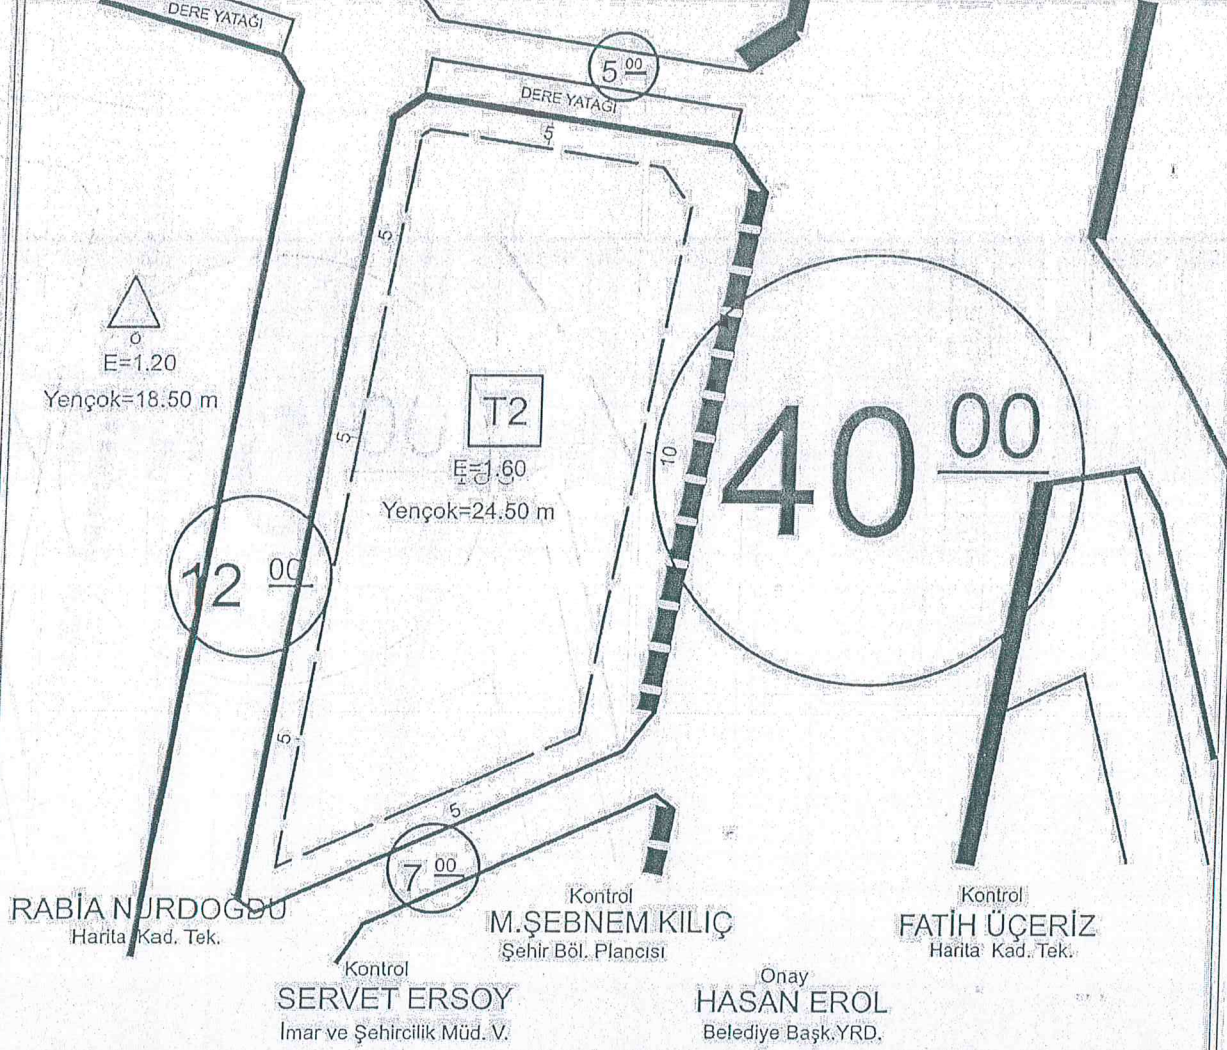 DERE YATAĞI
5 00
DERE YATAĞI
5
5
E=1.20
Yençok=18.50 m
T2
E=1.60
Yençok=24.50 m
5
10
40 00
12 00
5
5
7 00
RABİA NURDOĞDU
Harita Kad. Tek.
Kontrol
M.ŞEBNEM KILIÇ
Şehir Böl. Plancısı
Kontrol
FATİH ÜÇERİZ
Harita Kad. Tek.
Kontrol
SERVET ERSOY
İmar ve Şehircilik Müd. V.
Onay
HASAN EROL
Belediye Başk.YRD.